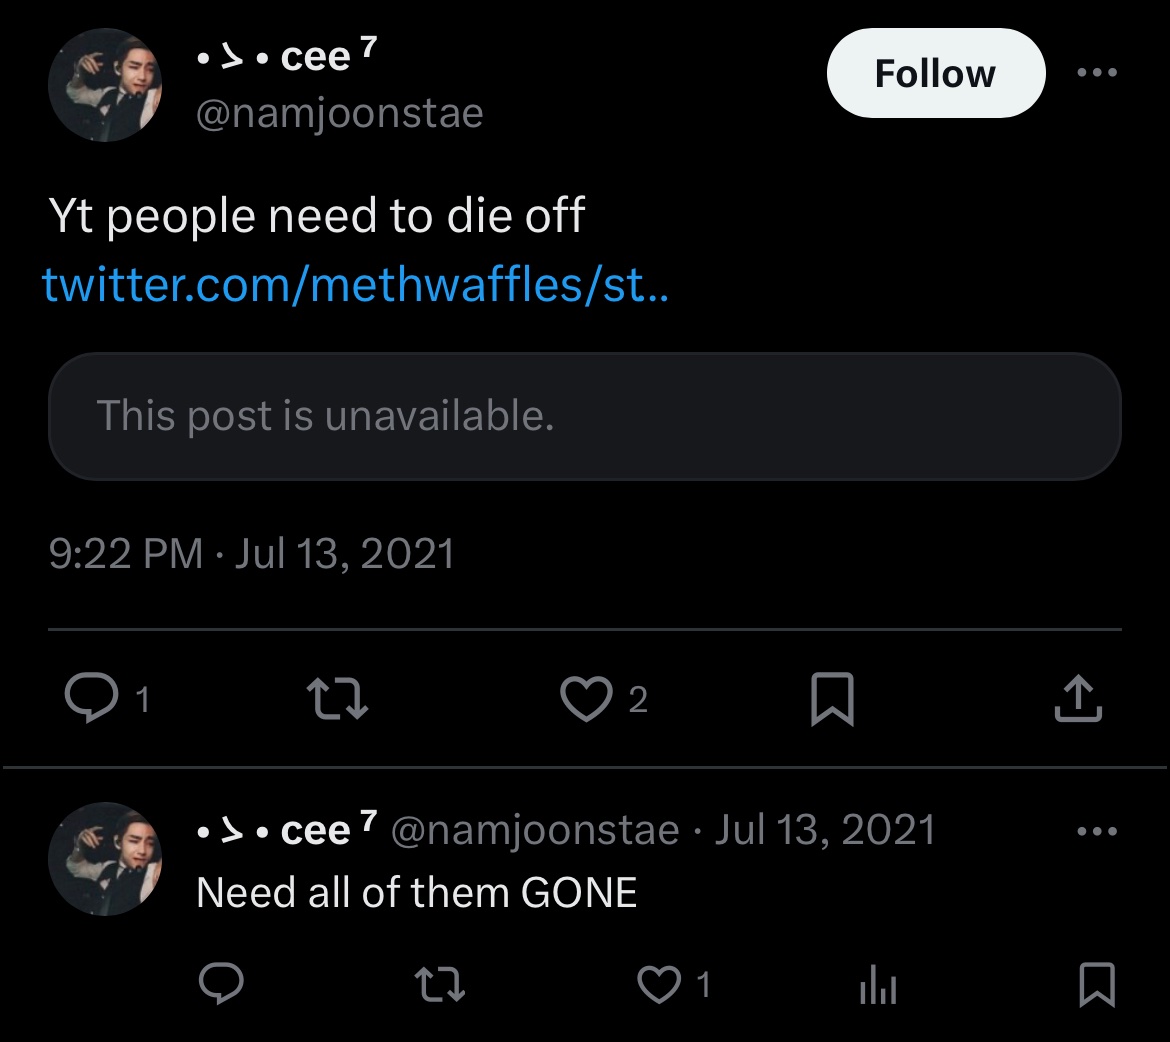 • ⪖ • cee ⁷
@namjoonstae
Follow
Yt people need to die off
twitter.com/methwaffles/st..
This post is unavailable.
9:22 PM · Jul 13, 2021
1
2
• ⪖ • cee ⁷ @namjoonstae · Jul 13, 2021
Need all of them GONE
1